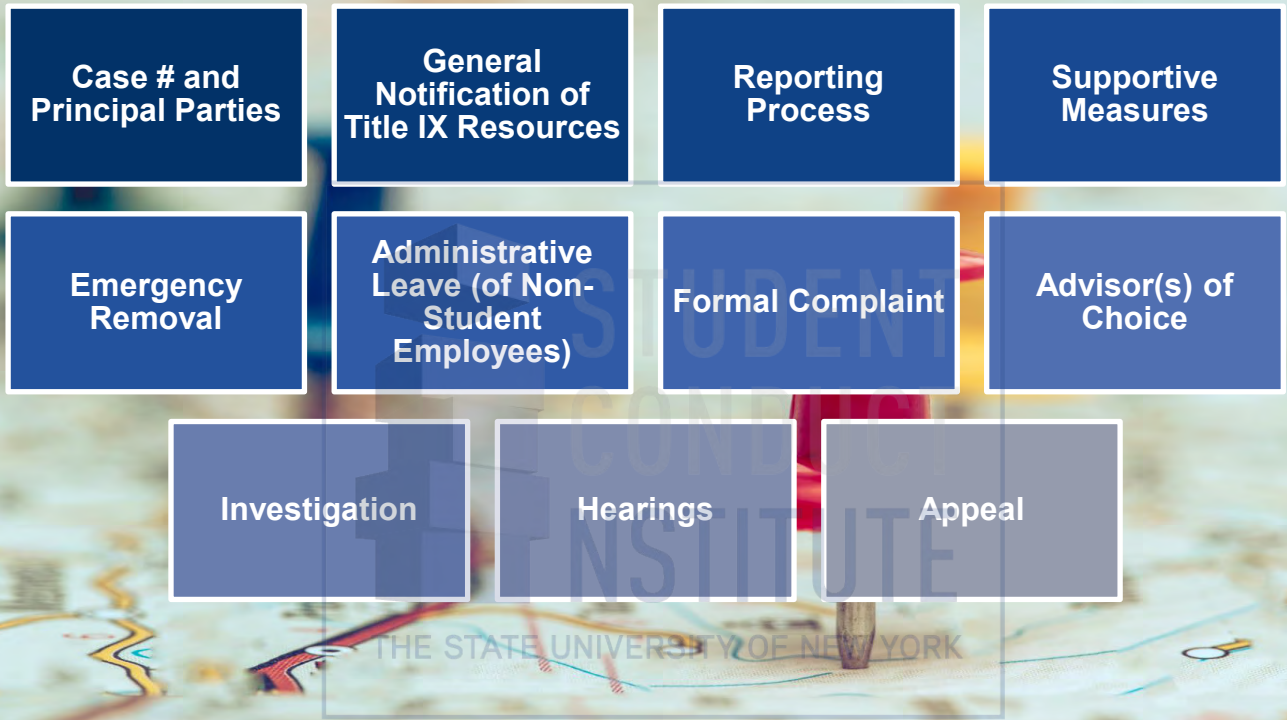 Case # and
Principal Parties
General
Notification of
Title IX Resources
Reporting
Process
Supportive
Measures
Emergency
Removal
Administrative
Leave (of Non-
Student
Employees)
Formal Complaint
Advisor(s) of
Choice
Investigation
Hearings
Appeal
STUDENT
CONDUCT
INSTITUTE
THE STATE UNIVERSITY OF NEW YORK